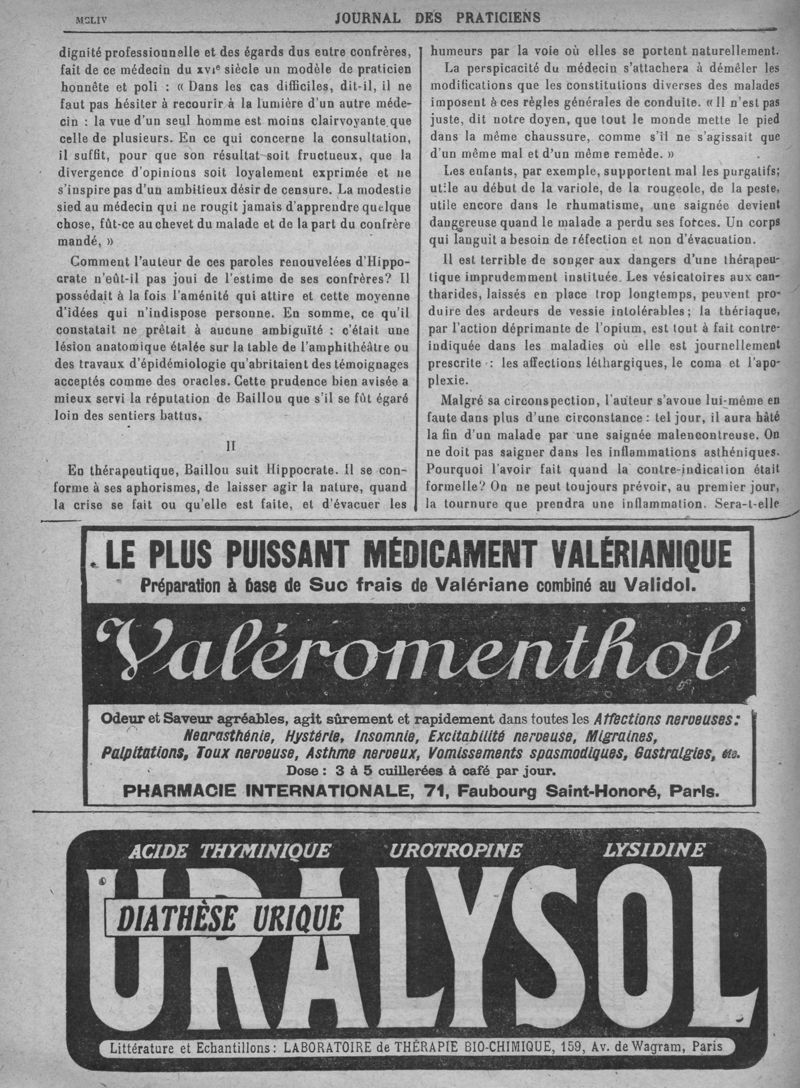 MCLIV
JOURNAL DES PRATICIENS
dignité professionnelle et des égards dus entre confrères,
fait de ce médecin du XVIe siècle un modèle de praticien
honnête et poli : « Dans les cas difficiles, dit-il, il ne
faut pas hésiter à recourir à la lumière d'un autre méde-
cin : la vue d'un seul homme est moins clairvoyante que
celle de plusieurs. En ce qui concerne la consultation,
il suffit, pour que son résultat soit fructueux, que la
divergence d'opinions soit loyalement exprimée et ne
s'inspire pas d'un ambitieux désir de censure. La modestie
sied au médecin qui ne rougit jamais d'apprendre quelque
chose, fût-ce au chevet du malade et de la part du confrère
mandé, »
Comment l'auteur de ces paroles renouvelées d'Hippo-
crate n'eût-il pas joui de l'estime de ses confrères? Il
possédait à la fois l'aménité qui attire et cette moyenne
d'idées qui n'indispose personne. En somme, ce qu'il
constatait ne prêtait à aucune ambiguïté : c'était une
lésion anatomique étalée sur la table de l'amphithéâtre ou
des travaux d'épidémiologie qu'abritaient des témoignages
acceptés comme des oracles. Cette prudence bien avisée a
mieux servi la réputation de Baillou que s'il se fût égaré
loin des sentiers battus.
II
En thérapeutique, Baillou suit Hippocrate. Il se con-
forme à ses aphorismes, de laisser agir la nature, quand
la crise se fait ou qu'elle est faite, et d'évacuer les
humeurs par la voie où elles se portent naturellement.
La perspicacité du médecin s'attachera à démêler les
modifications que les constitutions diverses des malades
imposent à ces règles générales de conduite. « Il n'est pas
juste, dit notre doyen, que tout le monde mette le pied
dans la même chaussure, comme s'il ne s'agissait que
d'un même mal et d'un même remède. »
Les enfants, par exemple, supportent mal les purgatifs;
utile au début de la variole, de la rougeole, de la peste,
utile encore dans le rhumatisme, une saignée devient
dangereuse quand le malade a perdu ses forces. Un corps
qui languit a besoin de réfection et non d'évacuation.
Il est terrible de songer aux dangers d'une thérapeu-
tique imprudemment instituée. Les vésicatoires aux can-
tharides, laissés en place trop longtemps, peuvent pro-
duire des ardeurs de vessie intolérables; la thériaque,
par l'action déprimante de l'opium, est tout à fait contre-
indiquée dans les maladies où elle est journellement
prescrite : les affections léthargiques, le coma et l'apo-
plexie.
Malgré sa circonspection, l'auteur s'avoue lui-même en
faute dans plus d'une circonstance : tel jour, il aura hâté
la fin d'un malade par une saignée malencontreuse. On
ne doit pas saigner dans les inflammations asthéniques.
Pourquoi l'avoir fait quand la contre-indication était
formelle? On ne peut toujours prévoir, au premier jour,
la tournure que prendra une inflammation. Sera-t-elle
LE PLUS PUISSANT MÉDICAMENT VALÉRIANIQUE
Préparation à base de Suc frais de Valériane combiné au Validol.
Valéromenthol
Odeur et Saveur agréables, agit sûrement et rapidement dans toutes les Affections nerveuses:
Nearasthénie, Hystérie, Insomnie, Excitabilité nerveuse, Migraines,
Palpitations, Toux nerveuse, Asthme nerveux, Vomissements spasmodiques, Gastralgies, etc.
Dose : 3 à 5 cuillerées à café par jour.
PHARMACIE INTERNATIONALE, 71, Faubourg Saint-Honoré, Paris.
ACIDE THYMINIQUE UROTROPINE LYSIDINE
URALYSOL
DIATHÈSE URIQUE
Littérature et Echantillons: LABORATOIRE de THÉRAPIE BIO-CHIMIQUE, 159, Av. de Wagram, Paris